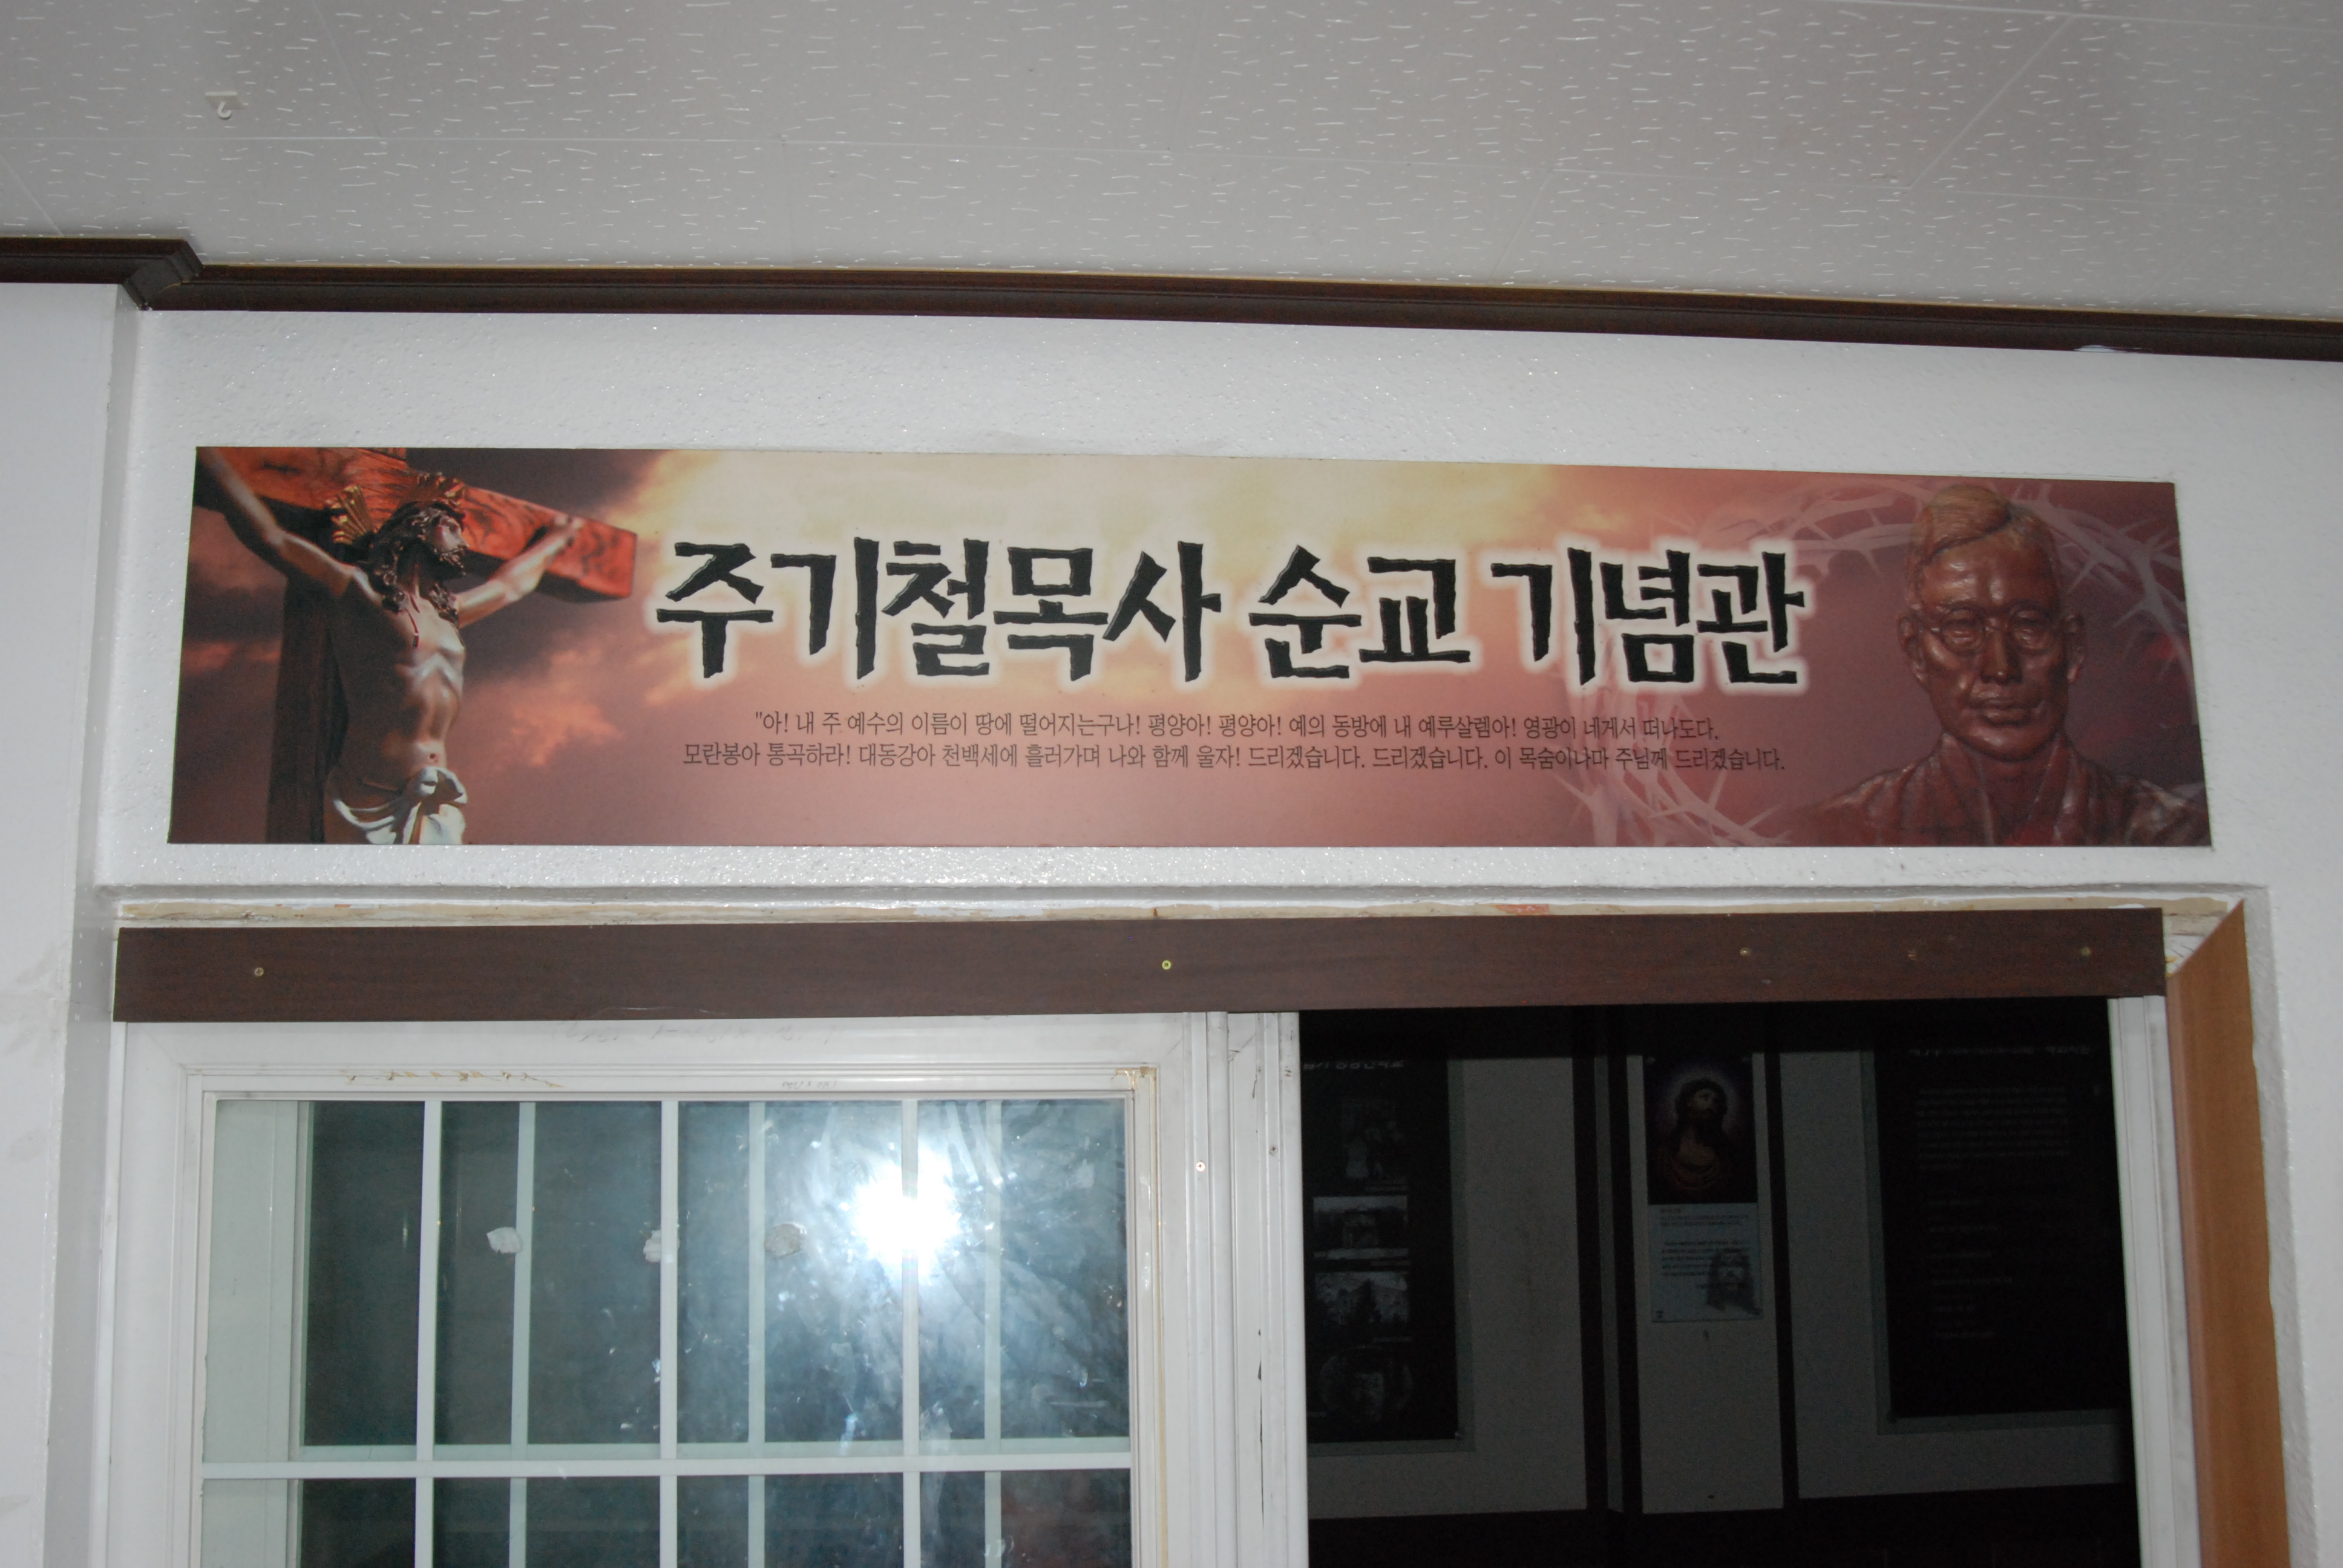 주기철목사 순교 기념관
"아! 내 주 예수의 이름이 땅에 떨어지는구나! 평양아! 평양아! 예의 동방에 내 예루살렘아! 영광이 네게서 떠나도다.
모란봉아 통곡하라! 대동강아 천백세에 흘러가며 나와 함께 울자! 드리겠습니다. 드리겠습니다. 이 목숨이나마 주님께 드리겠습니다.